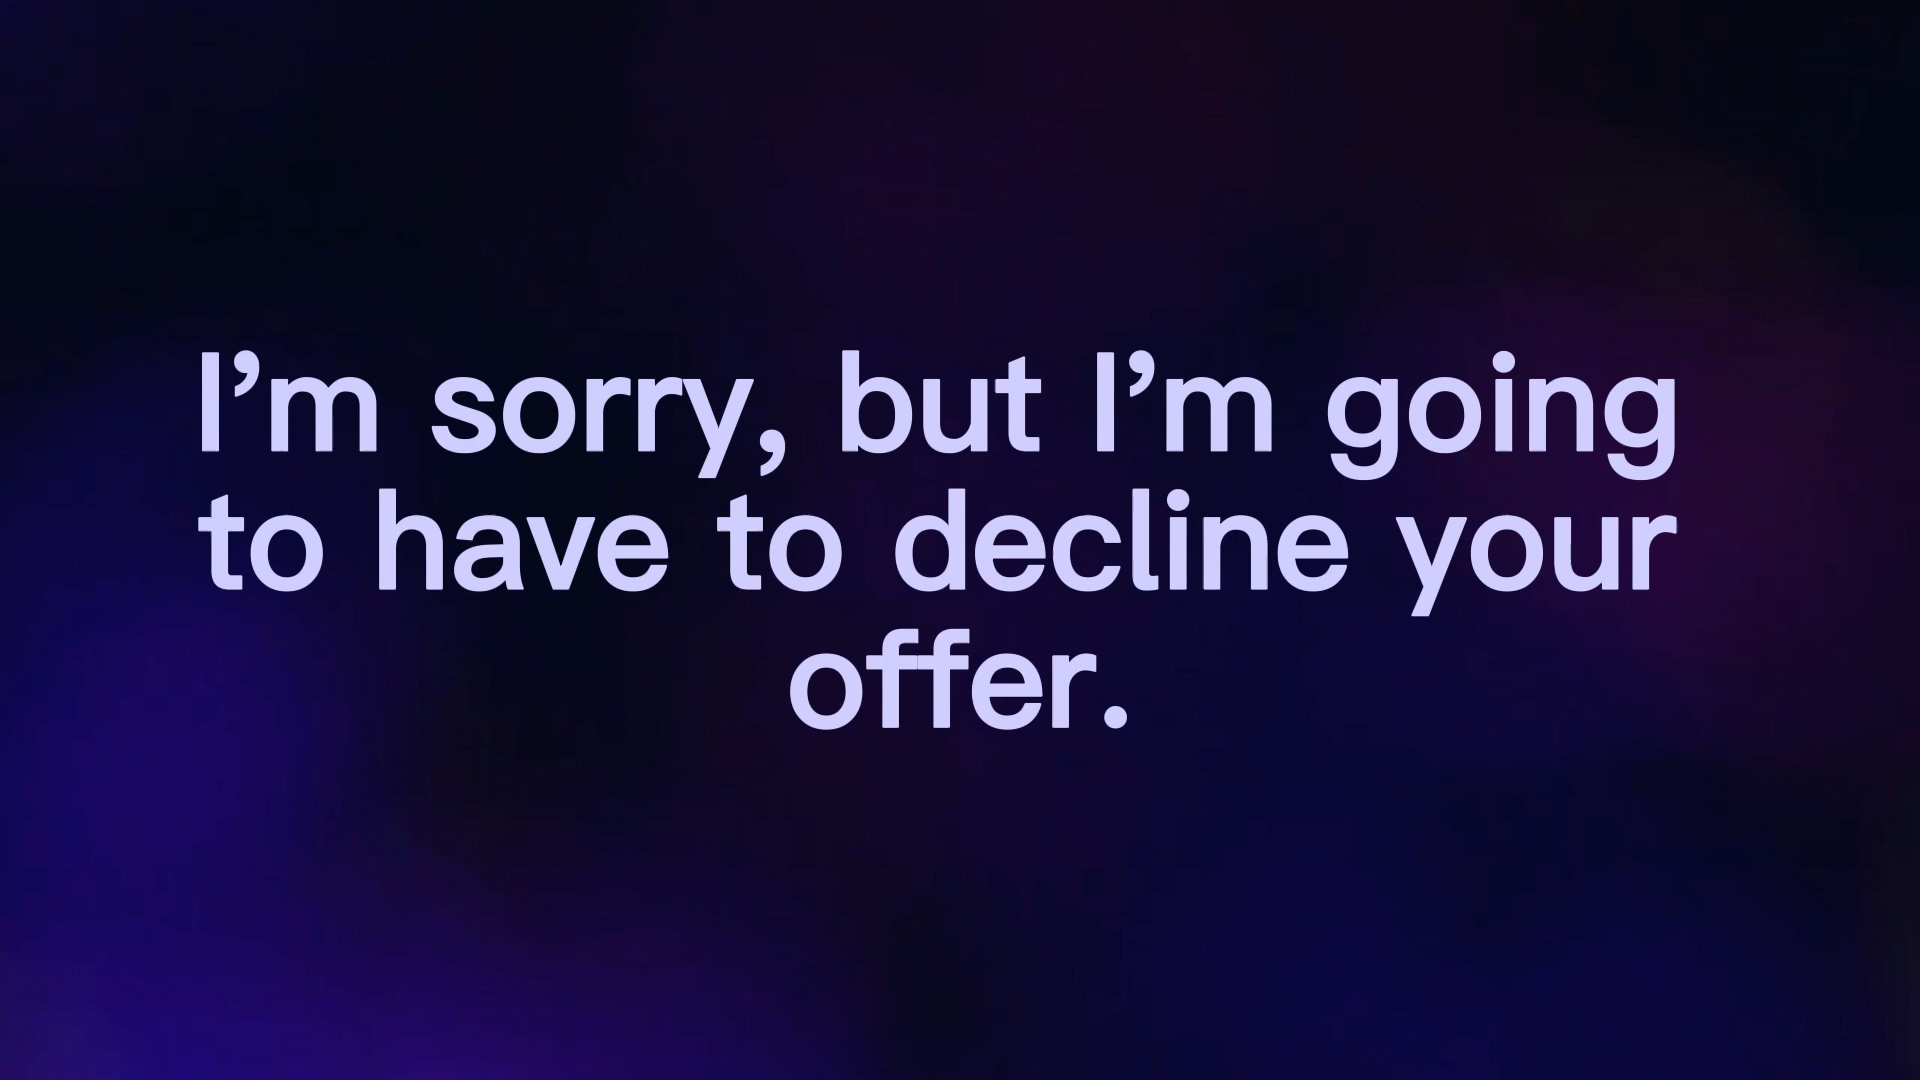 I’m sorry, but I’m going
to have to decline your
offer.